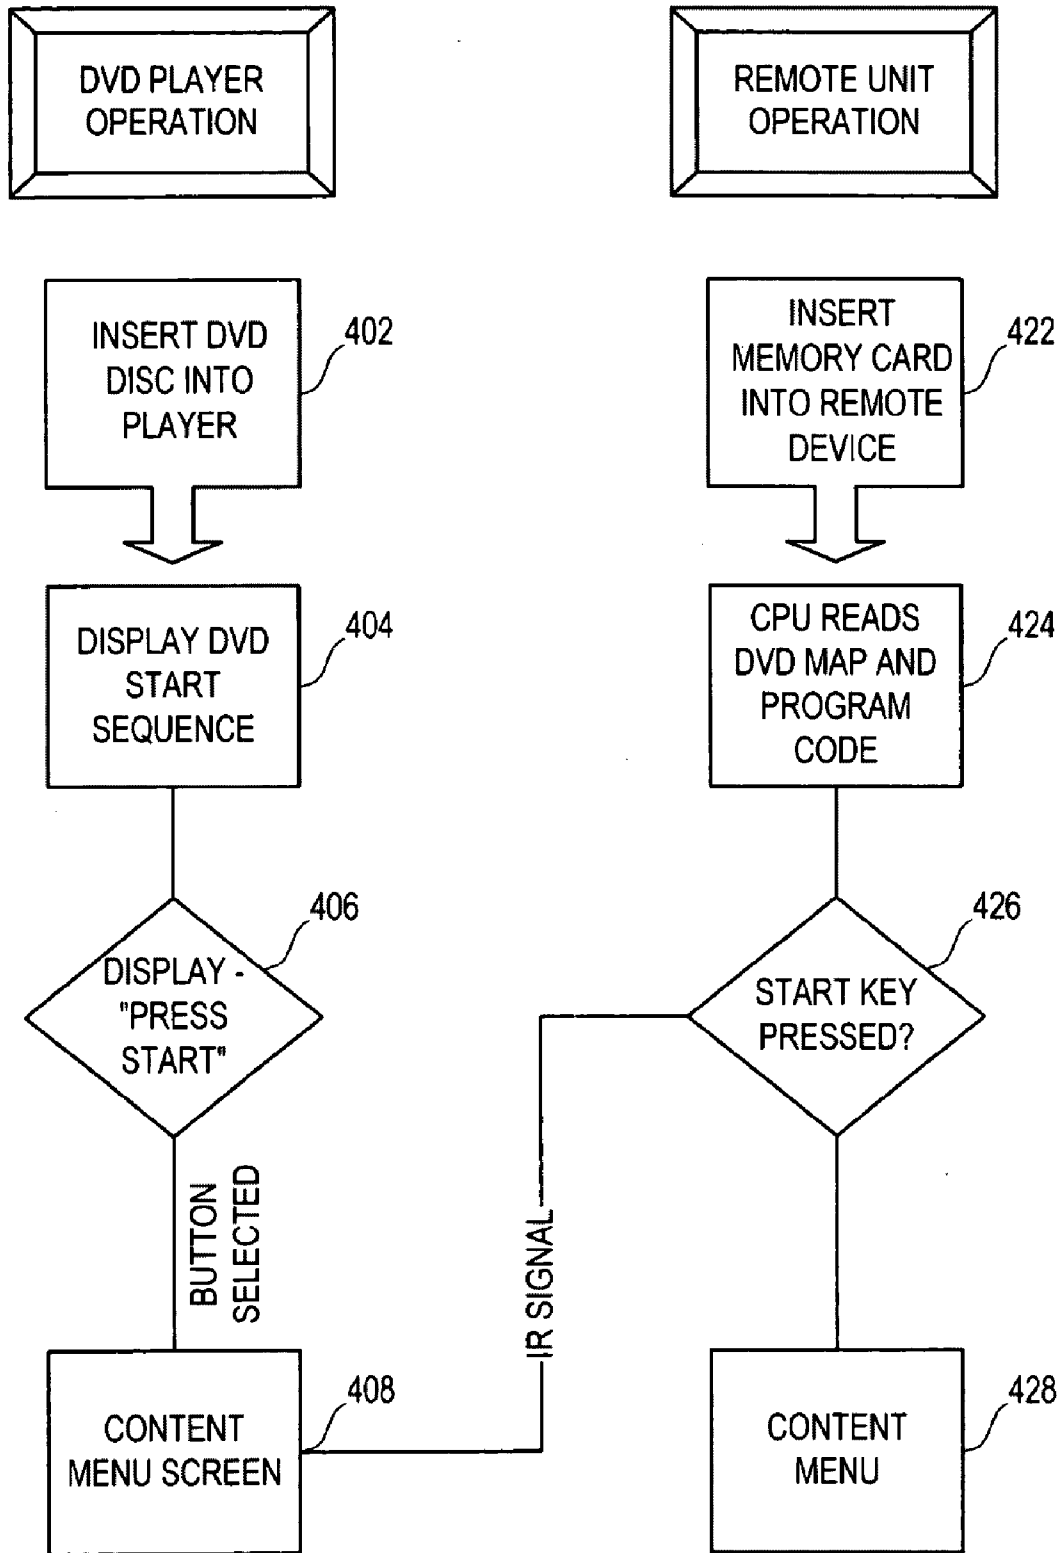 DVD PLAYER
OPERATION
REMOTE UNIT
OPERATION
INSERT DVD
DISC INTO
PLAYER
402
INSERT
MEMORY CARD
INTO REMOTE
DEVICE
422
DISPLAY DVD
START
SEQUENCE
404
CPU READS
DVD MAP AND
PROGRAM
CODE
424
DISPLAY -
"PRESS
START"
406
START KEY
PRESSED?
426
BUTTON
SELECTED
IR SIGNAL
CONTENT
MENU SCREEN
408
CONTENT
MENU
428